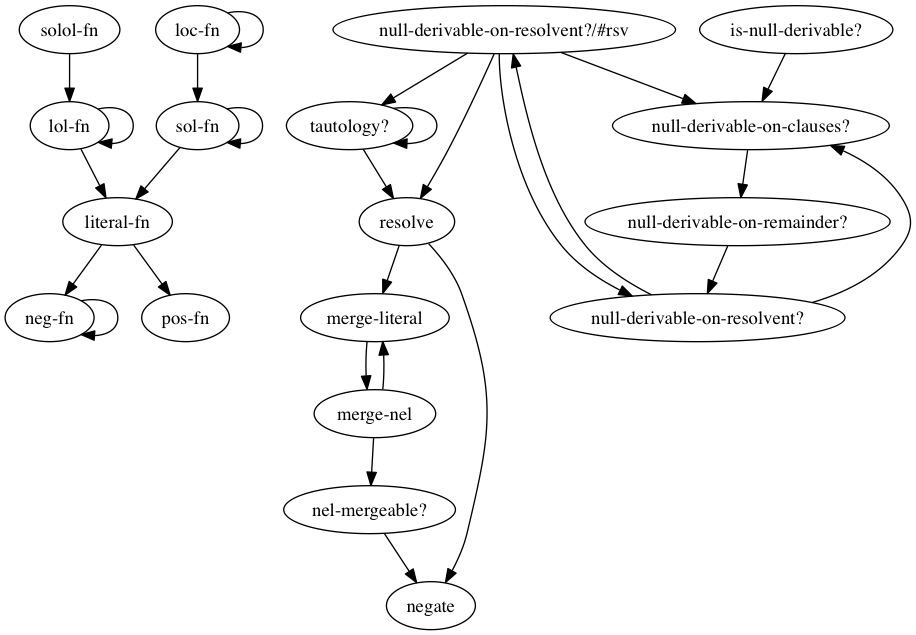 solol-fn
loc-fn
null-derivable-on-resolvent?/#rsv
is-null-derivable?
lol-fn
sol-fn
tautology?
null-derivable-on-clauses?
literal-fn
resolve
null-derivable-on-remainder?
neg-fn
pos-fn
merge-literal
null-derivable-on-resolvent?
merge-nel
nel-mergeable?
negate